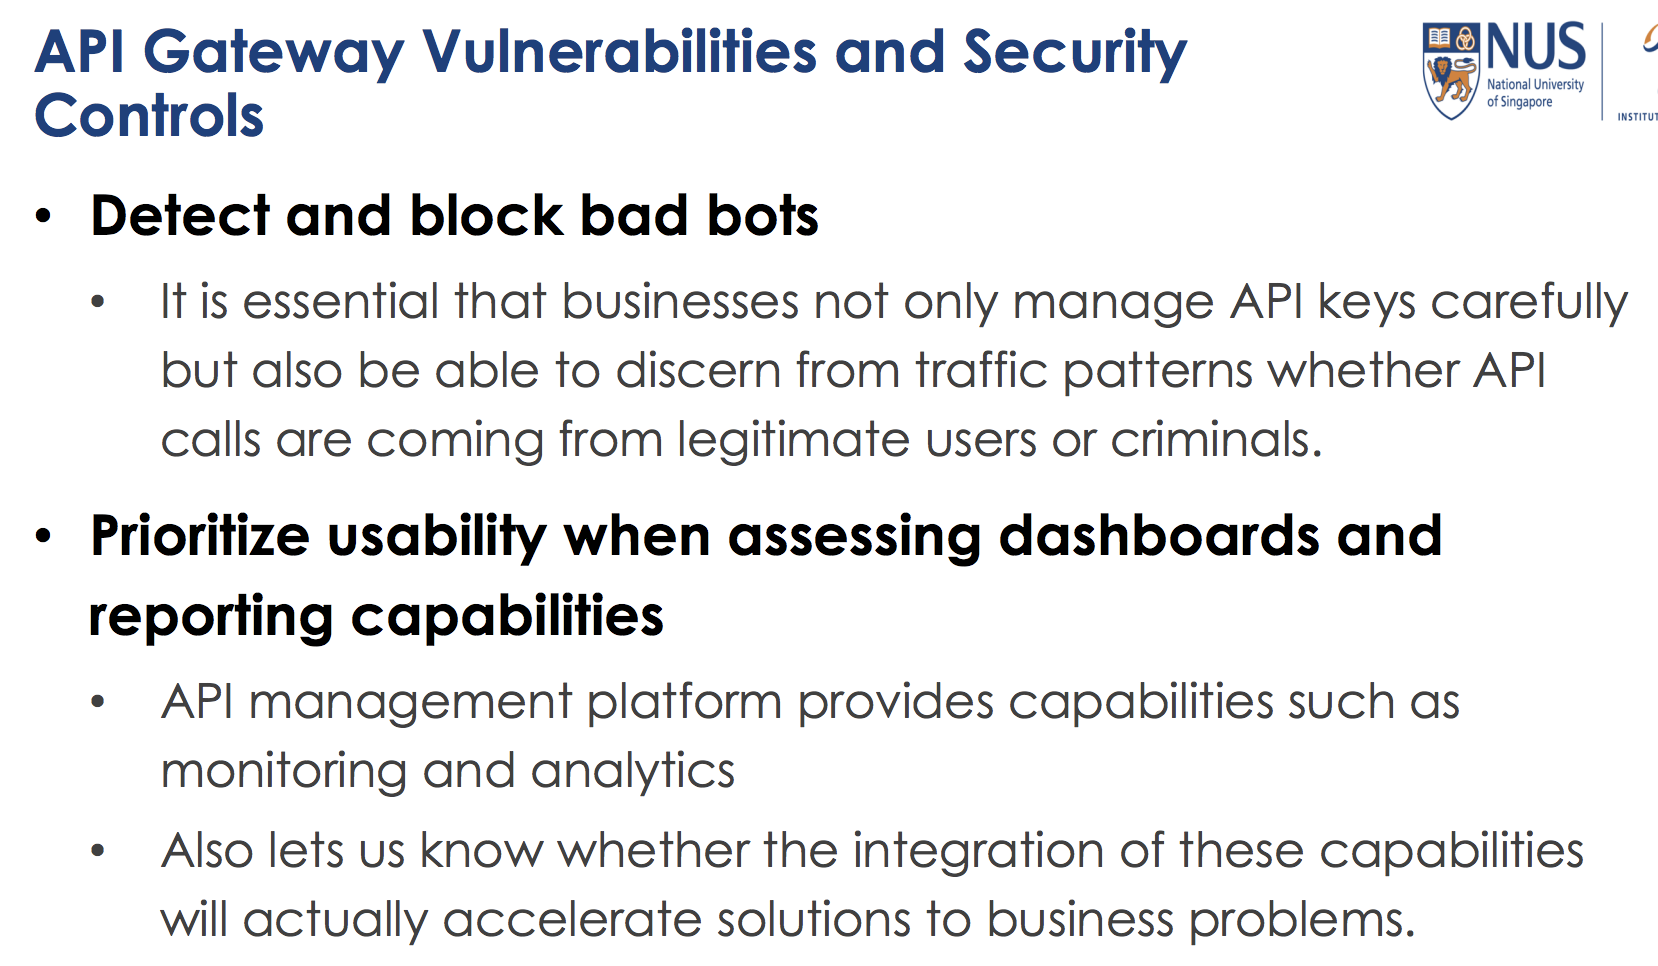 API Gateway Vulnerabilities and Security
Controls
NUS
National University
of Singapore
• Detect and block bad bots
• It is essential that businesses not only manage API keys carefully
but also be able to discern from traffic patterns whether API
calls are coming from legitimate users or criminals.
• Prioritize usability when assessing dashboards and
reporting capabilities
• API management platform provides capabilities such as
monitoring and analytics
• Also lets us know whether the integration of these capabilities
will actually accelerate solutions to business problems.